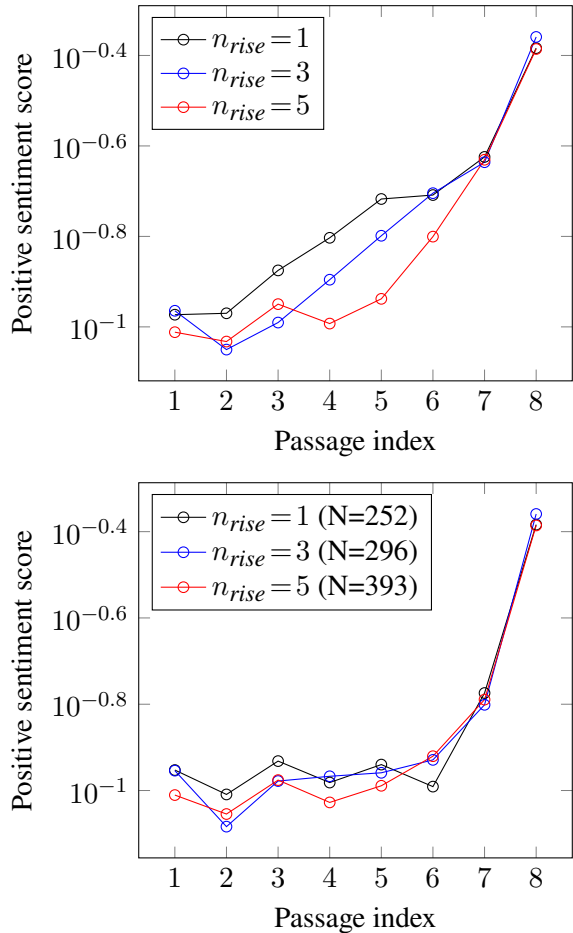 Positive sentiment score
10^−0.4
10^−0.6
10^−0.8
10^−1
n_rise = 1
n_rise = 3
n_rise = 5
1 2 3 4 5 6 7 8
Passage index
Positive sentiment score
10^−0.4
10^−0.6
10^−0.8
10^−1
n_rise = 1 (N=252)
n_rise = 3 (N=296)
n_rise = 5 (N=393)
1 2 3 4 5 6 7 8
Passage index